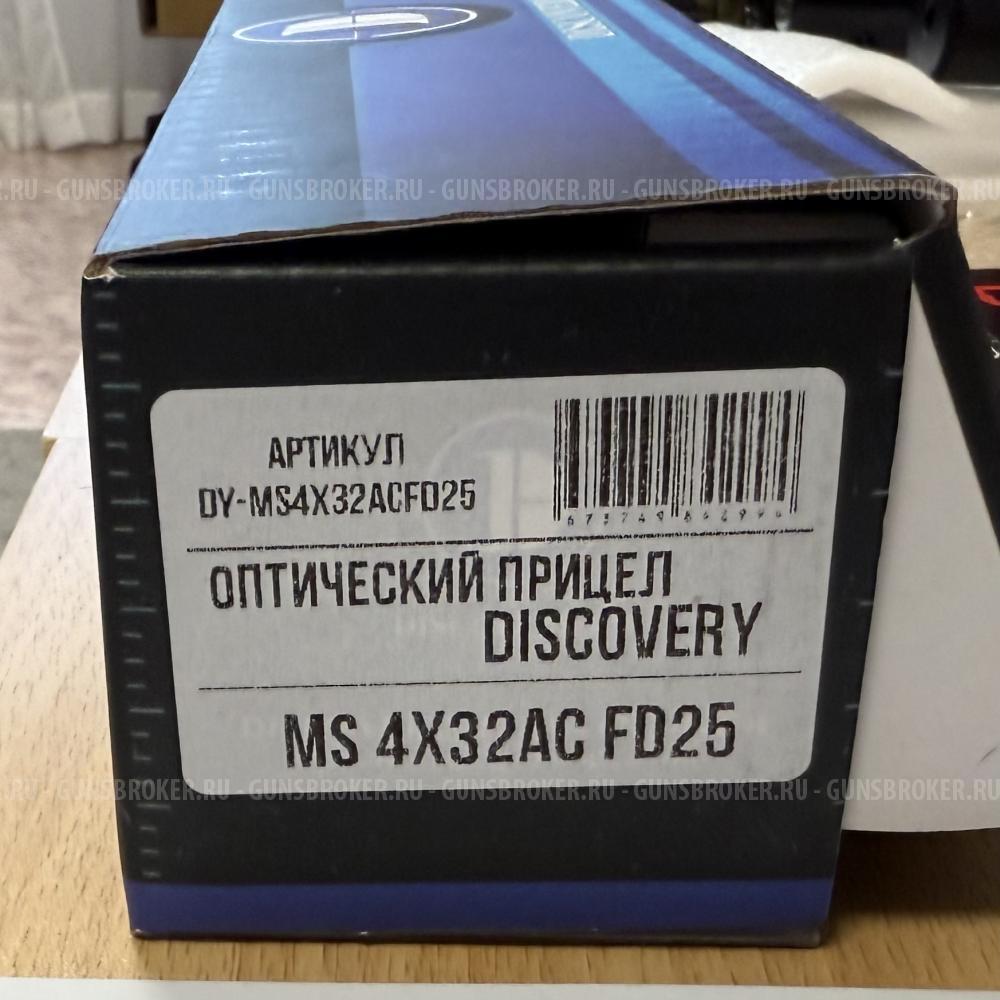 .RU - GUNSBROKER.RU - GUNSBROKER.RU - GUNSBROKER.RU - GUNSBROKER.RU - GUNSBROKER.RU
АРТИКУЛ
DY-MS4X32ACFD25
ОПТИЧЕСКИЙ ПРИЦЕЛ
DISCOVERY
MS 4X32AC FD25
.RU - GUNSBROKER.RU - GUNSBROKER.RU - GUNSBROKER.RU - GUNSBROKER.RU - GUNSBROKER.RU